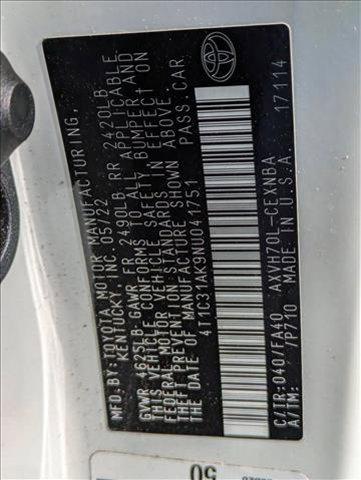 MFG.BY:TOYOTA MOTOR MANUFACTURING,
KENTUCKY, INC. 05/22
GVWR 4625LB GAWR FR 2490LB RR 2420LB
THIS VEHICLE CONFORMS TO ALL APPLICABLE
FEDERAL MOTOR VEHICLE SAFETY BUMPER AND
THEFT PREVENTION STANDARDS IN EFFECT ON
THE DATE OF MANUFACTURE SHOWN ABOVE.
4T1C31AK9NU041751 PASS.CAR
C/TR:040/FA40 AXVH70L-CEXNBA
A/TM: /P710 MADE IN U.S.A. 17114
50